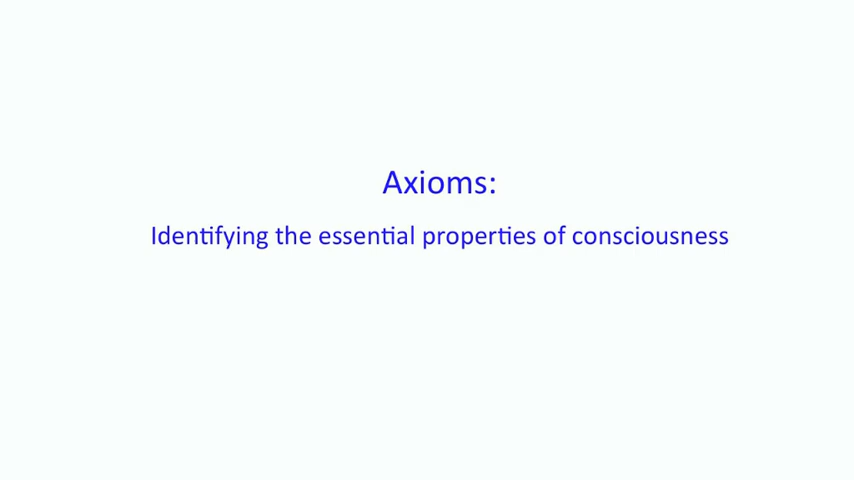 Axioms:
Identifying the essential properties of consciousness